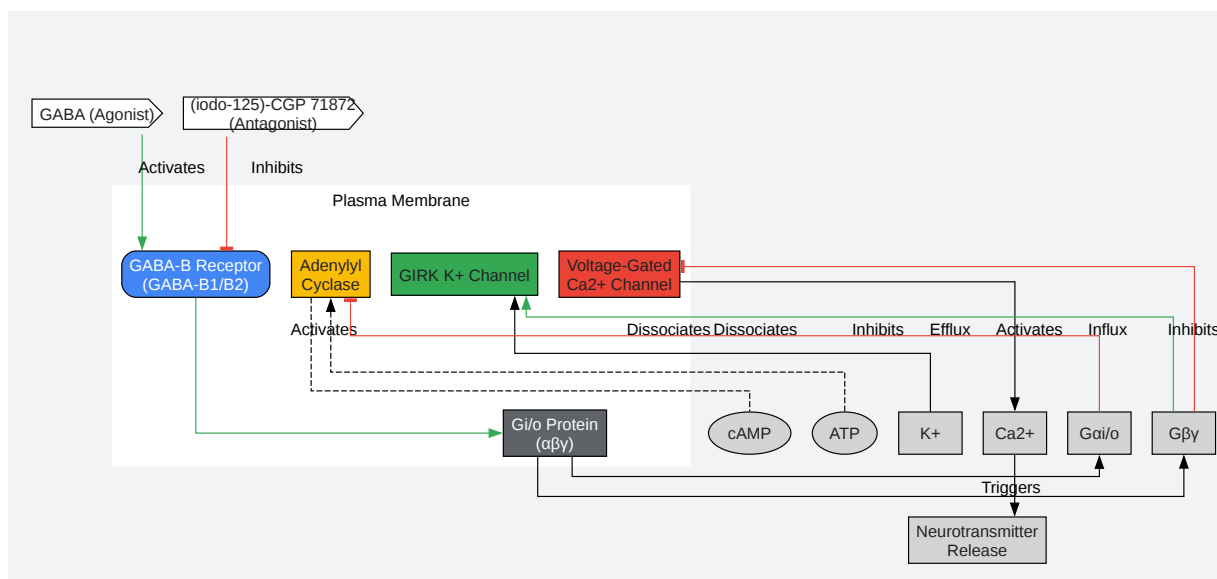 GABA (Agonist)
(iodo-125)-CGP 71872
(Antagonist)
Activates
Inhibits
Plasma Membrane
GABA-B Receptor
(GABA-B1/B2)
Adenylyl
Cyclase
GIRK K+ Channel
Voltage-Gated
Ca2+ Channel
Activates
Dissociates
Dissociates
Inhibits
Efflux
Activates
Influx
Inhibits
Gi/o Protein
(αβγ)
cAMP
ATP
K+
Ca2+
Gαi/o
Gβγ
Triggers
Neurotransmitter
Release